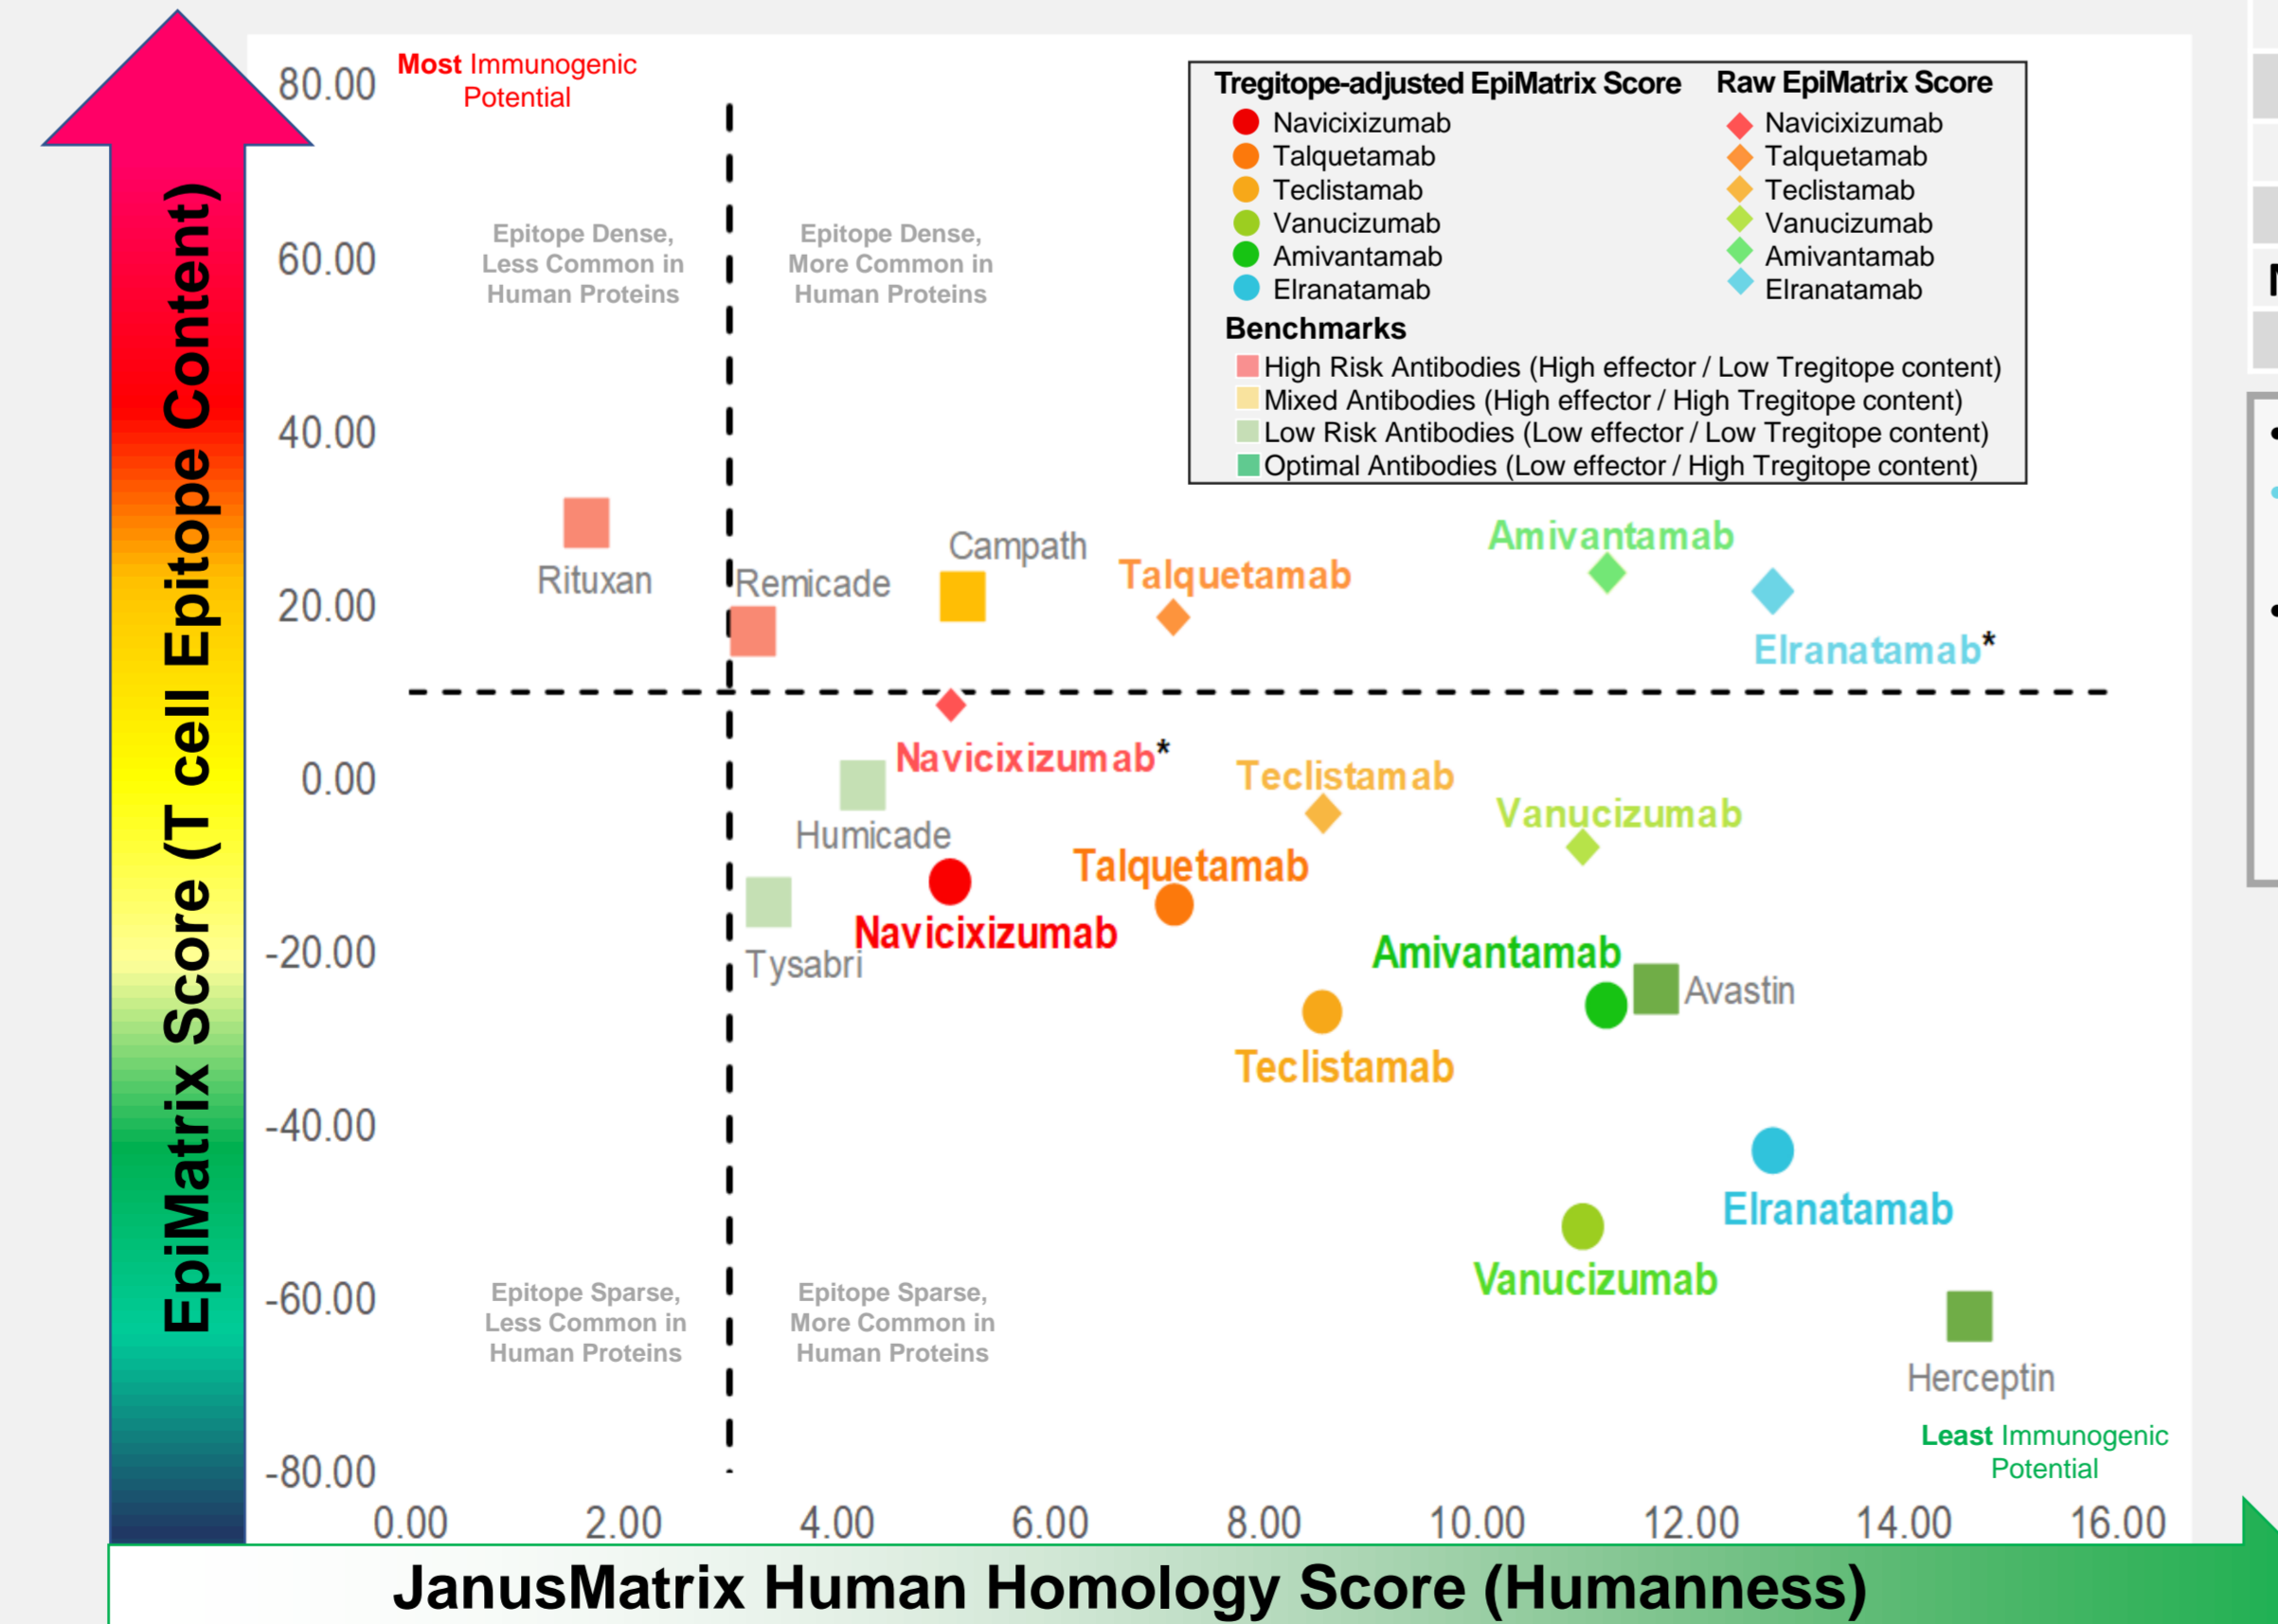 EpiMatrix Score (T cell Epitope Content)
80.00
60.00
40.00
20.00
0.00
-20.00
-40.00
-60.00
-80.00
Most Immunogenic
Potential
Epitope Dense,
Less Common in
Human Proteins
Epitope Dense,
More Common in
Human Proteins
Tregitope-adjusted EpiMatrix Score
Navicixizumab
Talquetamab
Teclistamab
Vanucizumab
Amivantamab
Elranatamab
Raw EpiMatrix Score
Navicixizumab
Talquetamab
Teclistamab
Vanucizumab
Amivantamab
Elranatamab
Benchmarks
High Risk Antibodies (High effector / Low Tregitope content)
Mixed Antibodies (High effector / High Tregitope content)
Low Risk Antibodies (Low effector / Low Tregitope content)
Optimal Antibodies (Low effector / High Tregitope content)
Rituxan
Remicade
Campath
Talquetamab
Amivantamab
Elranatamab*
Navicixizumab*
Humicade
Teclistamab
Vanucizumab
Talquetamab
Navicixizumab
Tysabri
Amivantamab
Avastin
Teclistamab
Elranatamab
Vanucizumab
Epitope Sparse,
Less Common in
Human Proteins
Epitope Sparse,
More Common in
Human Proteins
Herceptin
Least Immunogenic
Potential
0.00 2.00 4.00 6.00 8.00 10.00 12.00 14.00 16.00
JanusMatrix Human Homology Score (Humanness)